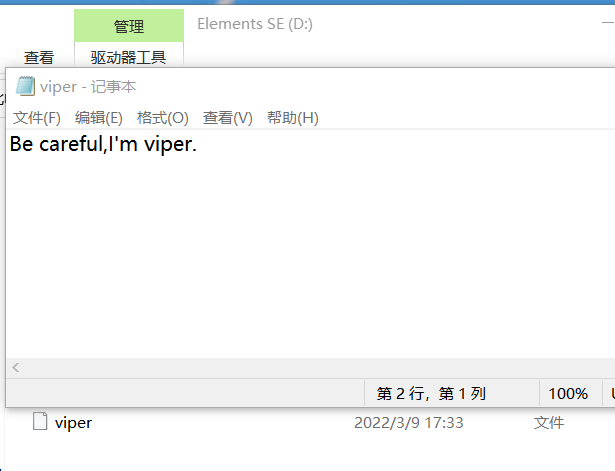 管理
Elements SE (D:)
查看
驱动器工具
viper - 记事本
文件(F) 编辑(E) 格式(O) 查看(V) 帮助(H)
Be careful,I'm viper.
第 2 行，第 1 列
100%
viper 2022/3/9 17:33 文件